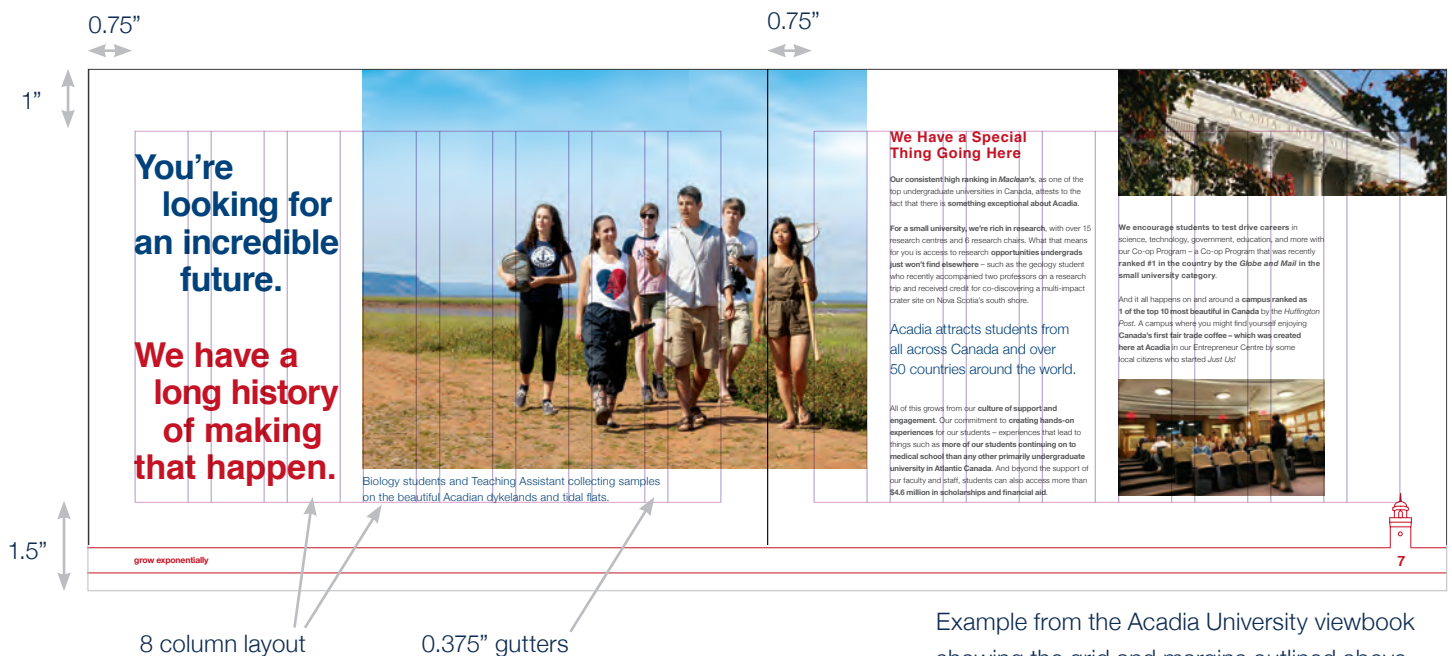 0.75”
0.75”
1”
You’re
looking for
an incredible
future.
We have a
long history
of making
that happen.
Biology students and Teaching Assistant collecting samples
on the beautiful Acadian dykelands and tidal flats.
We Have a Special
Thing Going Here
Our consistent high ranking in Maclean’s, as one of the
top undergraduate universities in Canada, attests to the
fact that there is something exceptional about Acadia.
For a small university, we’re rich in research, with over 15
research centres and 6 research chairs. What that means
for you is access to research opportunities undergrads
just won’t find elsewhere – such as the geology student
who recently accompanied two professors on a research
trip and received credit for co-discovering a multi-impact
crater site on Nova Scotia’s south shore.
Acadia attracts students from
all across Canada and over
50 countries around the world.
All of this grows from our culture of support and
engagement. Our commitment to creating hands-on
experiences for our students – experiences that lead to
things such as more of our students continuing on to
medical school than any other primarily undergraduate
university in Atlantic Canada. And beyond the support of
our faculty and staff, students can also access more than
$4.6 million in scholarships and financial aid.
ACADIA UNIVERSITY
We encourage students to test drive careers in
science, technology, government, education, and more with
our Co-op Program – a Co-op Program that was recently
ranked #1 in the country by the Globe and Mail in the
small university category.
And it all happens on and around a campus ranked as
1 of the top 10 most beautiful in Canada by the Huffington
Post. A campus where you might find yourself enjoying
Canada’s first fair trade coffee – which was created
here at Acadia in our Entrepreneur Centre by some
local citizens who started Just Us!
1.5”
grow exponentially
7
8 column layout
0.375” gutters
Example from the Acadia University viewbook
showing the grid and margins outlined above